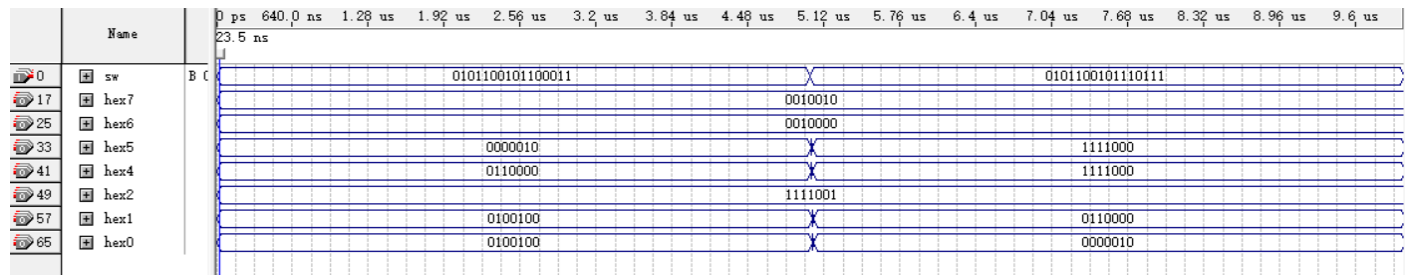 0 ps 640.0 ns 1.28 us 1.92 us 2.56 us 3.2 us 3.84 us 4.48 us 5.12 us 5.76 us 6.4 us 7.04 us 7.68 us 8.32 us 8.96 us 9.6 us
Name
23.5 ns
0 sw B 0101100101100011 0101100101110111
17 hex7 0010010
25 hex6 0010000
33 hex5 0000010 1111000
41 hex4 0110000 1111000
49 hex2 1111001
57 hex1 0100100 0110000
65 hex0 0100100 0000010